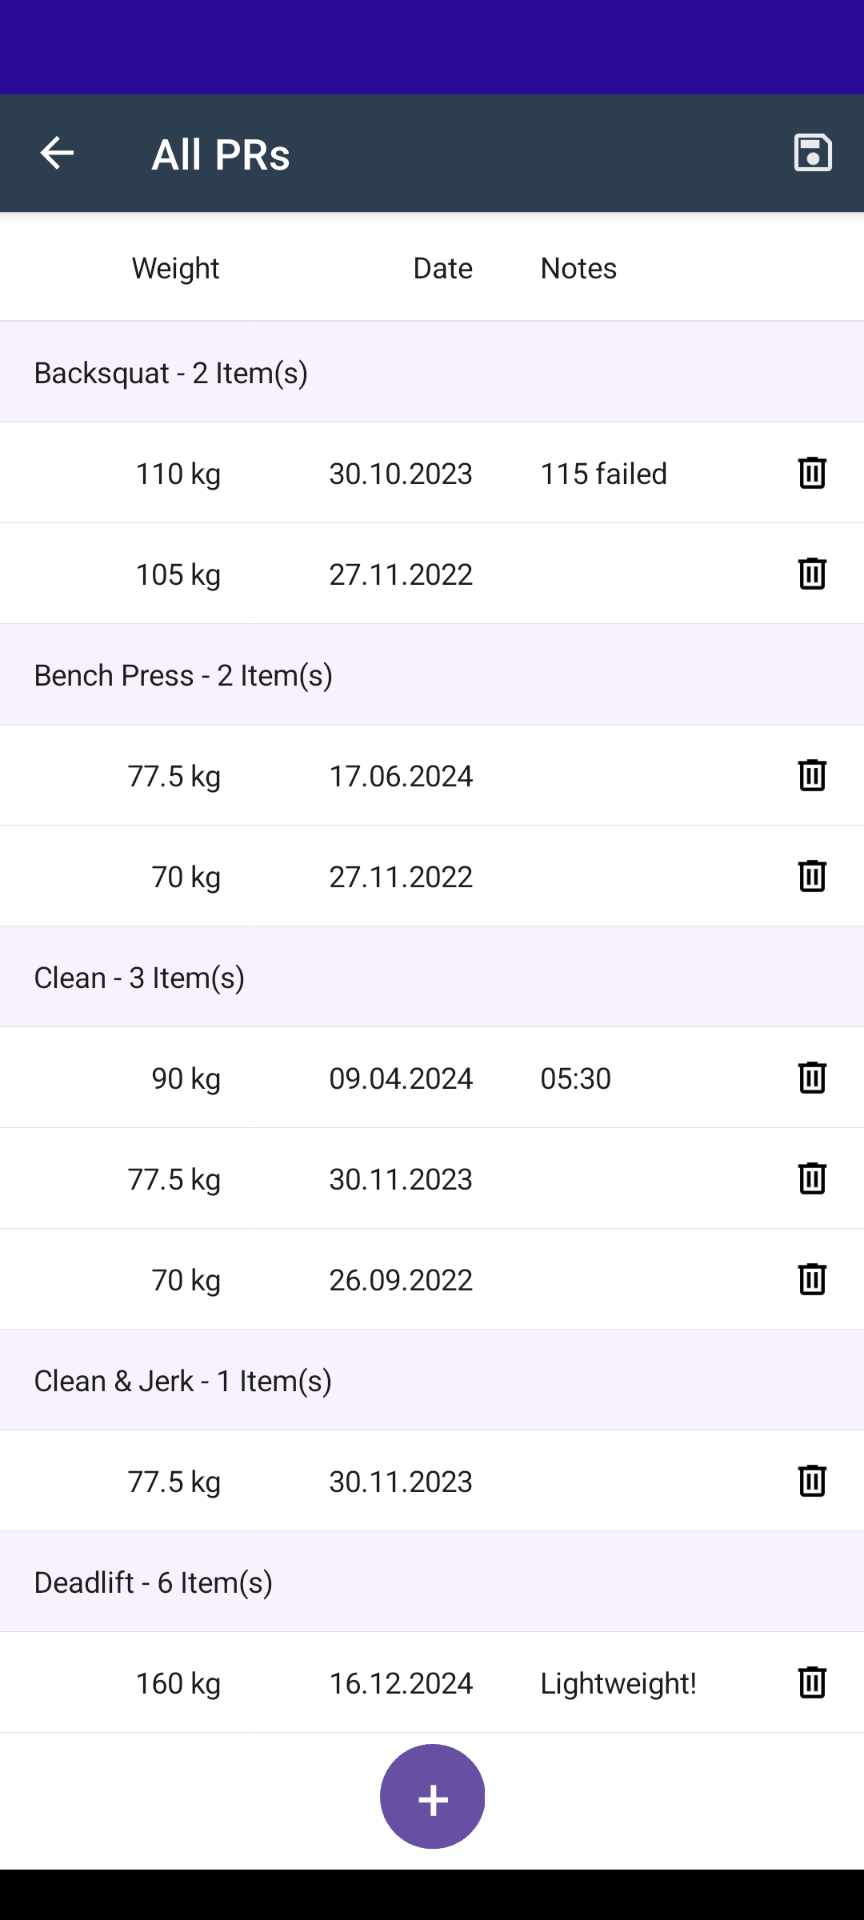 All PRs
Weight Date Notes
Backsquat - 2 Item(s)
110 kg 30.10.2023 115 failed
105 kg 27.11.2022
Bench Press - 2 Item(s)
77.5 kg 17.06.2024
70 kg 27.11.2022
Clean - 3 Item(s)
90 kg 09.04.2024 05:30
77.5 kg 30.11.2023
70 kg 26.09.2022
Clean & Jerk - 1 Item(s)
77.5 kg 30.11.2023
Deadlift - 6 Item(s)
160 kg 16.12.2024 Lightweight!
+